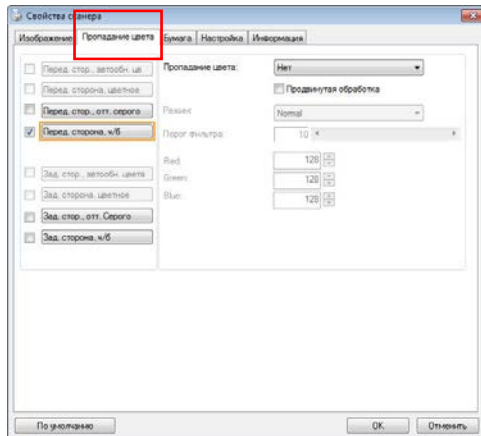 Свойства сканера
Изображение Пропадание цвета Бумага Настройка Информация
Перед. стор., автообн. цв
Перед. сторона, цветное
Перед. стор., отт. серого
Перед. сторона, ч/б
Зад. стор., автообн. цвета
Зад. сторона, цветное
Зад. стор., отт. Серого
Зад. сторона, ч/б
Пропадание цвета: Нет
Продвинутая обработка
Режим: Normal
Порог фильтра: 10
Red: 128
Green: 128
Blue: 128
По умолчанию OK Отменить